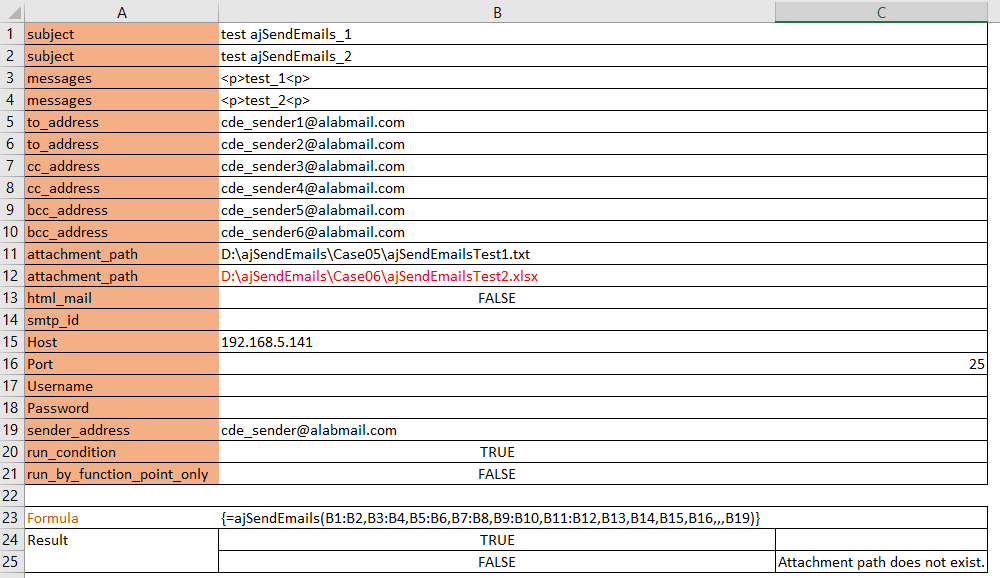 A B C
1 subject test ajSendEmails_1
2 subject test ajSendEmails_2
3 messages <p>test_1<p>
4 messages <p>test_2<p>
5 to_address cde_sender1@alabmail.com
6 to_address cde_sender2@alabmail.com
7 cc_address cde_sender3@alabmail.com
8 cc_address cde_sender4@alabmail.com
9 bcc_address cde_sender5@alabmail.com
10 bcc_address cde_sender6@alabmail.com
11 attachment_path D:\ajSendEmails\Case05\ajSendEmailsTest1.txt
12 attachment_path D:\ajSendEmails\Case06\ajSendEmailsTest2.xlsx
13 html_mail FALSE
14 smtp_id
15 Host 192.168.5.141
16 Port 25
17 Username
18 Password
19 sender_address cde_sender@alabmail.com
20 run_condition TRUE
21 run_by_function_point_only FALSE
22
23 Formula {=ajSendEmails(B1:B2,B3:B4,B5:B6,B7:B8,B9:B10,B11:B12,B13,B14,B15,B16,,,B19)}
24 Result TRUE
25 FALSE Attachment path does not exist.